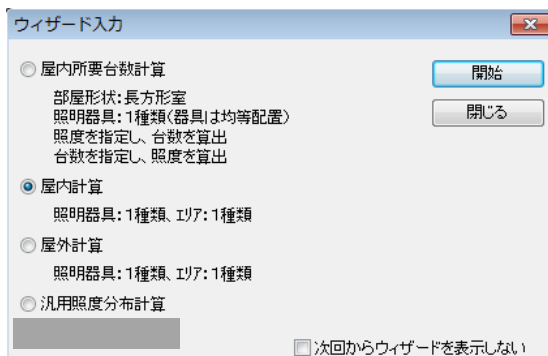 ウィザード入力
屋内所要台数計算
開始
部屋形状:長方形室
照明器具:1種類(器具は均等配置)
照度を指定し、台数を算出
台数を指定し、照度を算出
閉じる
屋内計算
照明器具:1種類、エリア:1種類
屋外計算
照明器具:1種類、エリア:1種類
汎用照度分布計算
次回からウィザードを表示しない